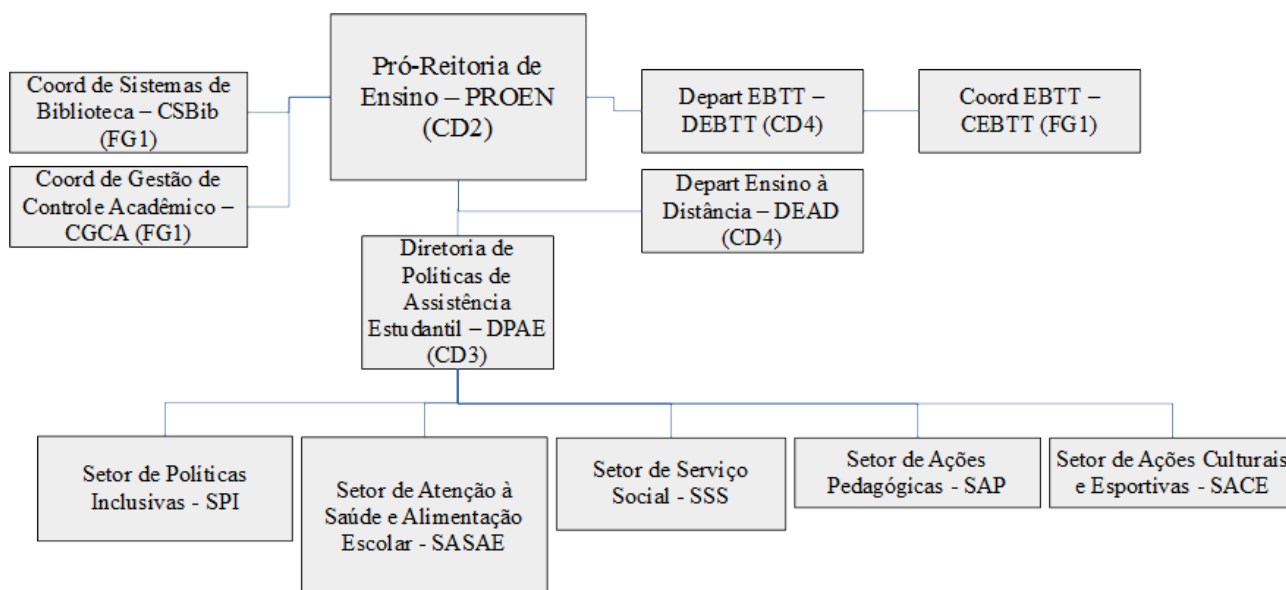 Pró-Reitoria de
Ensino – PROEN
(CD2)
Coord de Sistemas de
Biblioteca – CSBib
(FG1)
Depart EBTT –
DEBTT (CD4)
Coord EBTT –
CEBTT (FG1)
Coord de Gestão de
Controle Acadêmico –
CGCA (FG1)
Depart Ensino à
Distância – DEAD
(CD4)
Diretoria de
Políticas de
Assistência
Estudantil – DPAE
(CD3)
Setor de Políticas
Inclusivas - SPI
Setor de Atenção à
Saúde e Alimentação
Escolar - SASAE
Setor de Serviço
Social - SSS
Setor de Ações
Pedagógicas - SAP
Setor de Ações Culturais
e Esportivas - SACE